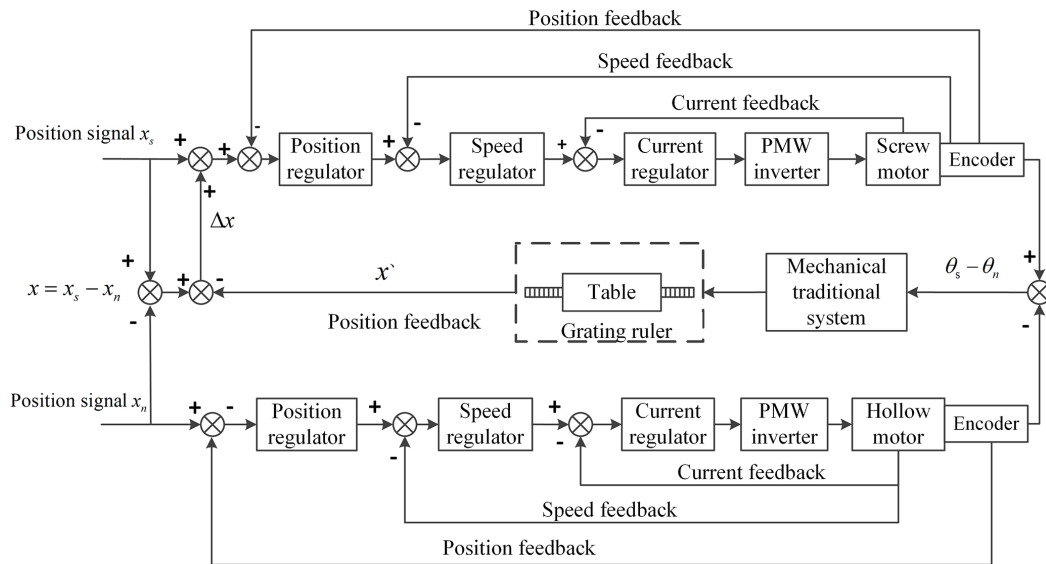 Position feedback
Speed feedback
Current feedback
Position signal x_s
+
+
-
Position
regulator
+
-
Speed
regulator
+
-
Current
regulator
PMW
inverter
Screw
motor
Encoder
+
Δx
+
x = x_s − x_n
-
+
-
x`
Position feedback
Table
Grating ruler
Mechanical
traditional
system
θ_s − θ_n
+
-
Position signal x_n
+
-
Position
regulator
+
-
Speed
regulator
+
-
Current
regulator
PMW
inverter
Hollow
motor
Encoder
Current feedback
Speed feedback
Position feedback